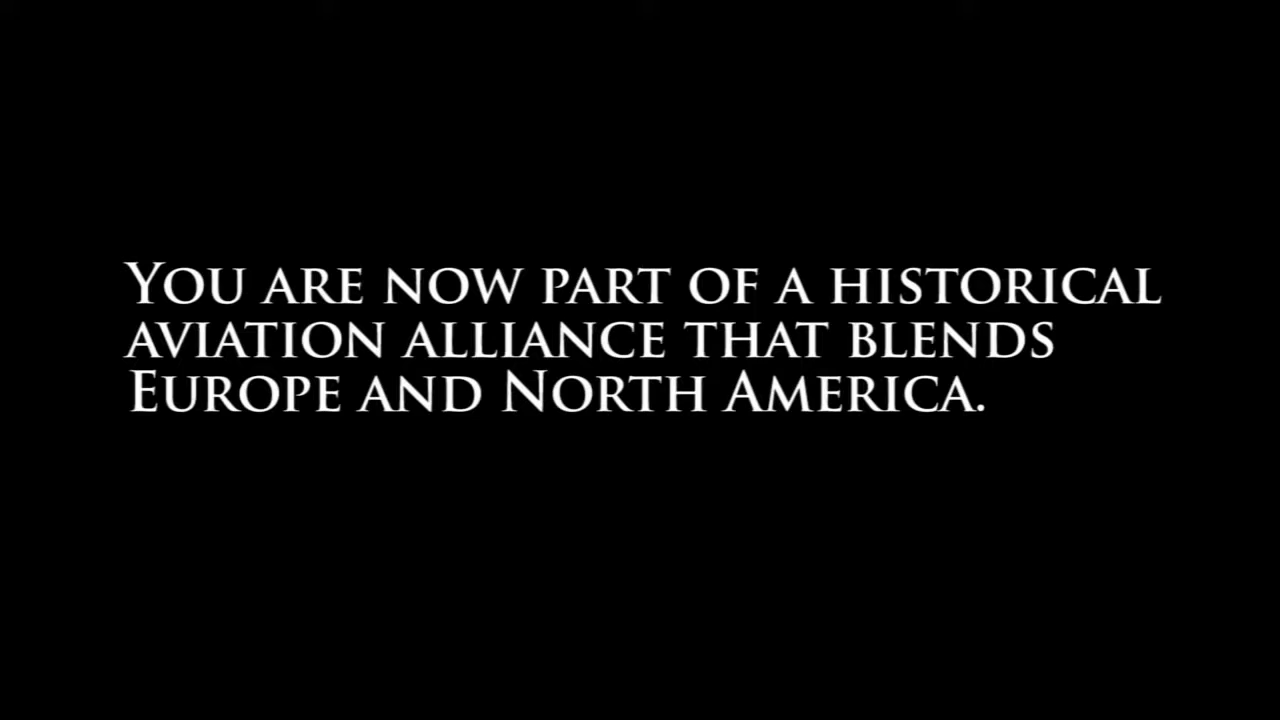 You are now part of a historical
aviation alliance that blends
Europe and North America.